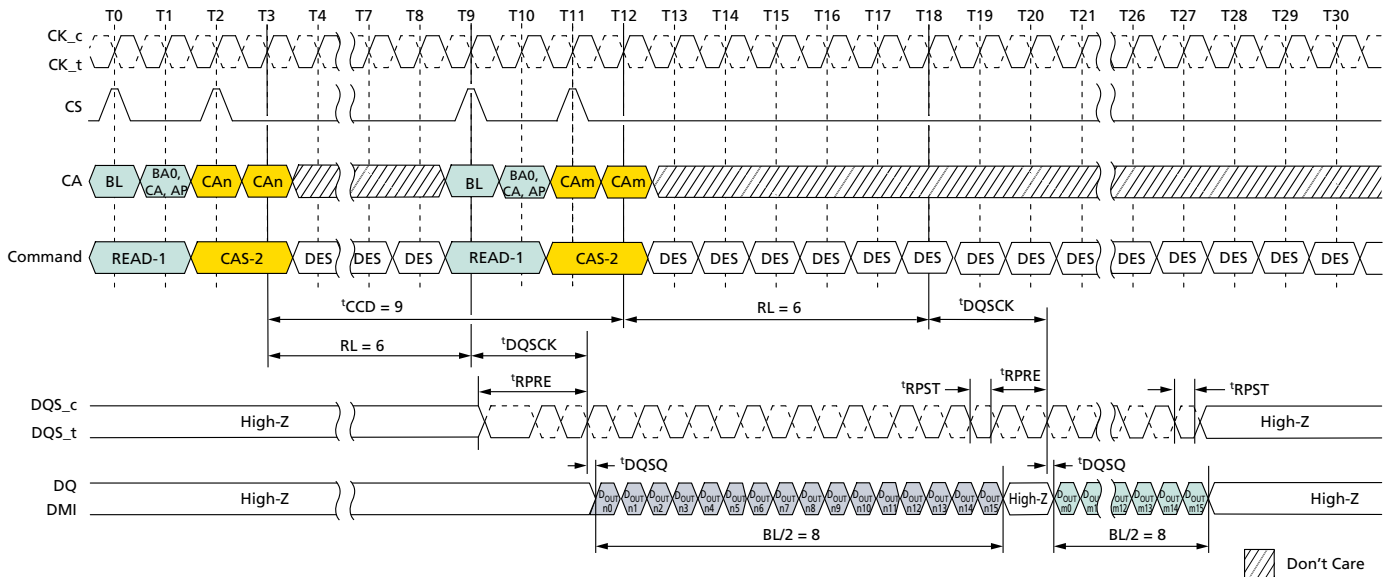 T0 T1 T2 T3 T4 T7 T8 T9 T10 T11 T12 T13 T14 T15 T16 T17 T18 T19 T20 T21 T26 T27 T28 T29 T30
CK_c
CK_t
CS
CA BL BA0, CA, AP CAn CAn BL BA0, CA, AP CAm CAm
Command READ-1 CAS-2 DES DES DES READ-1 CAS-2 DES DES DES DES DES DES DES DES DES DES DES DES DES DES
tCCD = 9 RL = 6 tDQSCK
RL = 6 tDQSCK
tRPRE tRPST tRPRE tRPST
DQS_c
DQS_t
High-Z High-Z
tDQSQ tDQSQ
DQ
DMI
High-Z DOUT n0 DOUT n1 DOUT n2 DOUT n3 DOUT n4 DOUT n5 DOUT n6 DOUT n7 DOUT n8 DOUT n9 DOUT n10 DOUT n11 DOUT n12 DOUT n13 DOUT n14 DOUT n15 High-Z DOUT m0 DOUT m1 DOUT m12 DOUT m13 DOUT m14 DOUT m15 High-Z
BL/2 = 8 BL/2 = 8
Don't Care